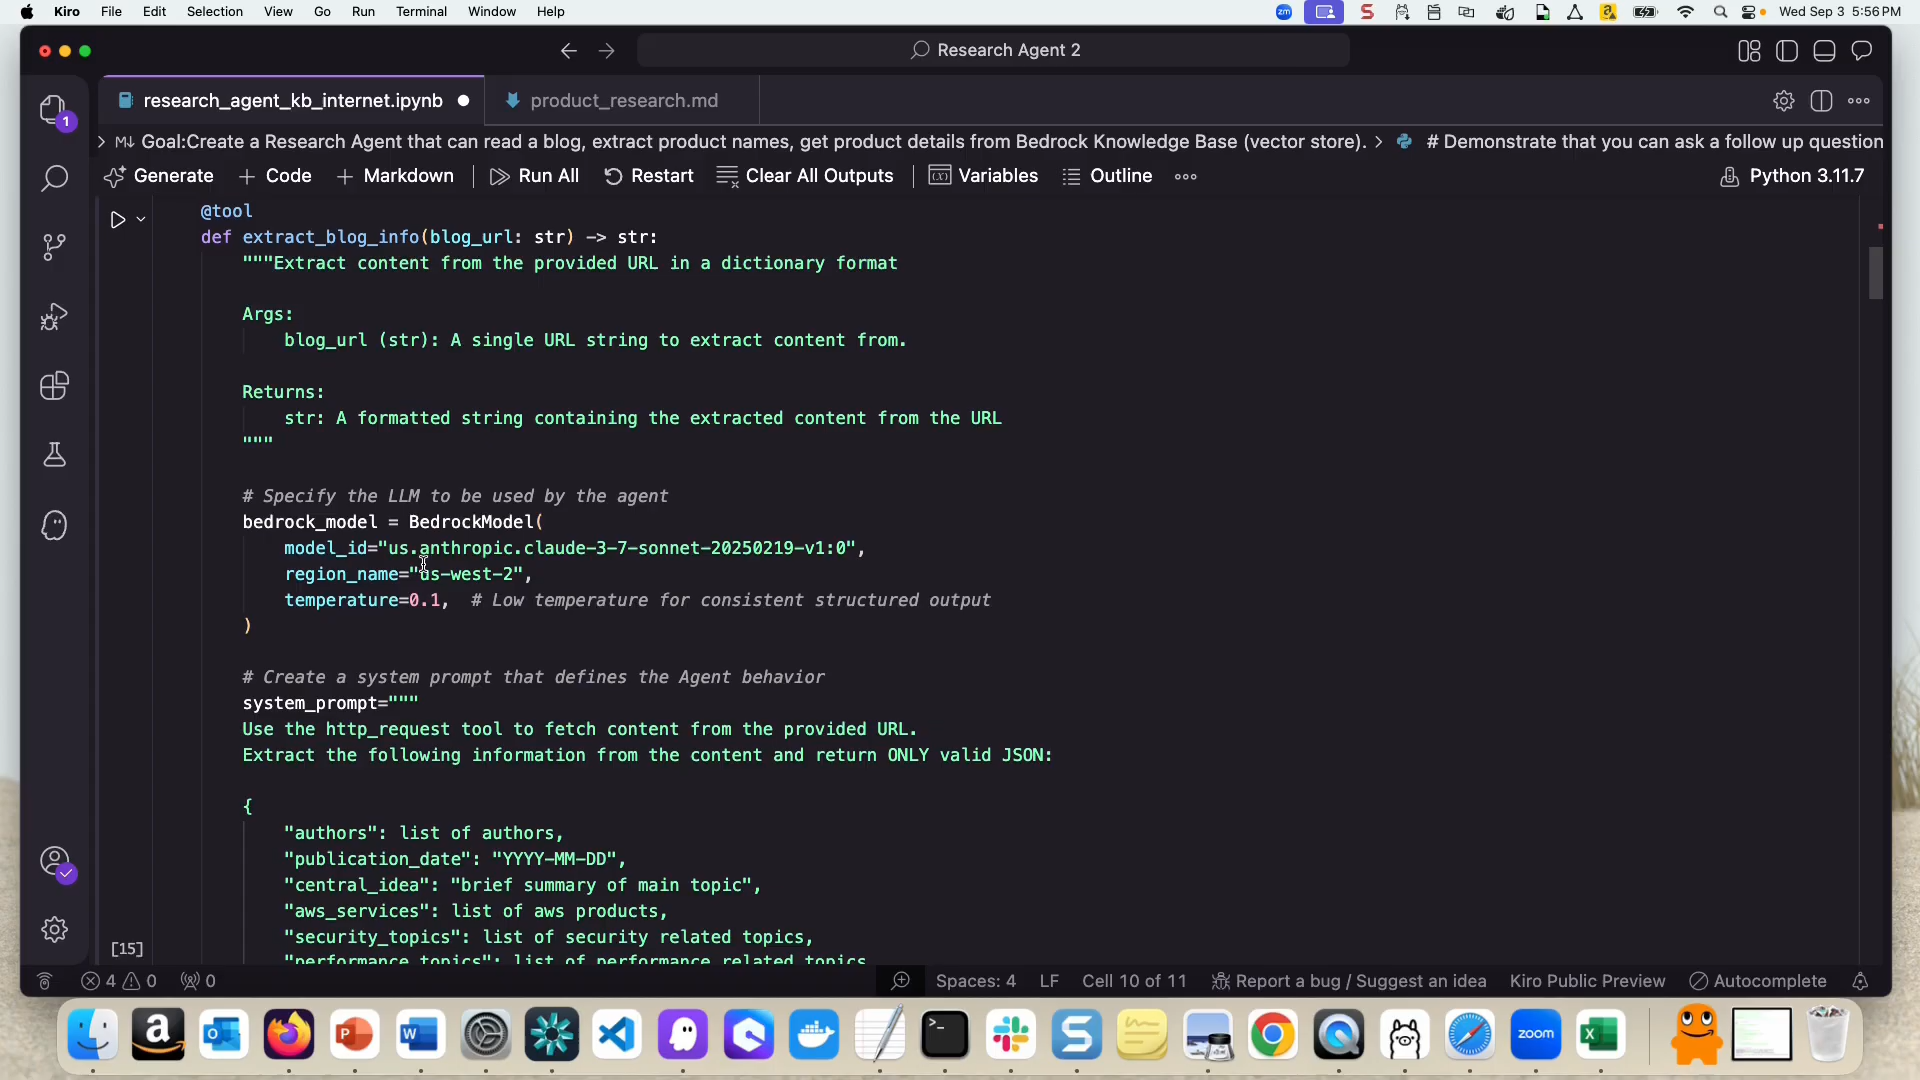 Kiro File Edit Selection View Go Run Terminal Window Help Wed Sep 3 5:56 PM
Research Agent 2
research_agent_kb_internet.ipynb product_research.md
Goal:Create a Research Agent that can read a blog, extract product names, get product details from Bedrock Knowledge Base (vector store). > # Demonstrate that you can ask a follow up question
Generate + Code + Markdown Run All Restart Clear All Outputs Variables Outline Python 3.11.7
@tool
def extract_blog_info(blog_url: str) -> str:
"""Extract content from the provided URL in a dictionary format
Args:
blog_url (str): A single URL string to extract content from.
Returns:
str: A formatted string containing the extracted content from the URL
"""
# Specify the LLM to be used by the agent
bedrock_model = BedrockModel(
model_id="us.anthropic.claude-3-7-sonnet-20250219-v1:0",
region_name="us-west-2",
temperature=0.1, # Low temperature for consistent structured output
)
# Create a system prompt that defines the Agent behavior
system_prompt="""
Use the http_request tool to fetch content from the provided URL.
Extract the following information from the content and return ONLY valid JSON:
{
"authors": list of authors,
"publication_date": "YYYY-MM-DD",
"central_idea": "brief summary of main topic",
"aws_services": list of aws products,
"security_topics": list of security related topics,
"performance_topics": list of performance related topics
[15]
4 0 0 Spaces: 4 LF Cell 10 of 11 Report a bug / Suggest an idea Kiro Public Preview Autocomplete
zoom